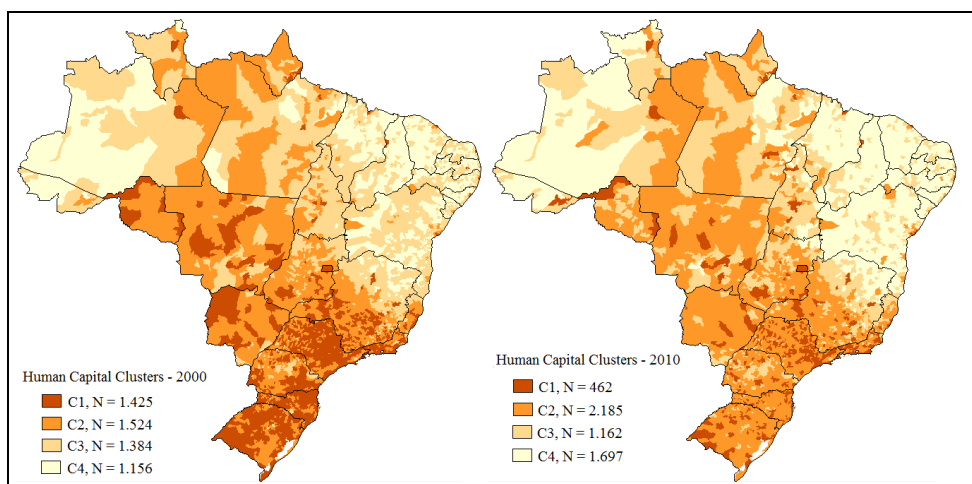 Human Capital Clusters - 2000
C1, N = 1.425
C2, N = 1.524
C3, N = 1.384
C4, N = 1.156
Human Capital Clusters - 2010
C1, N = 462
C2, N = 2.185
C3, N = 1.162
C4, N = 1.697